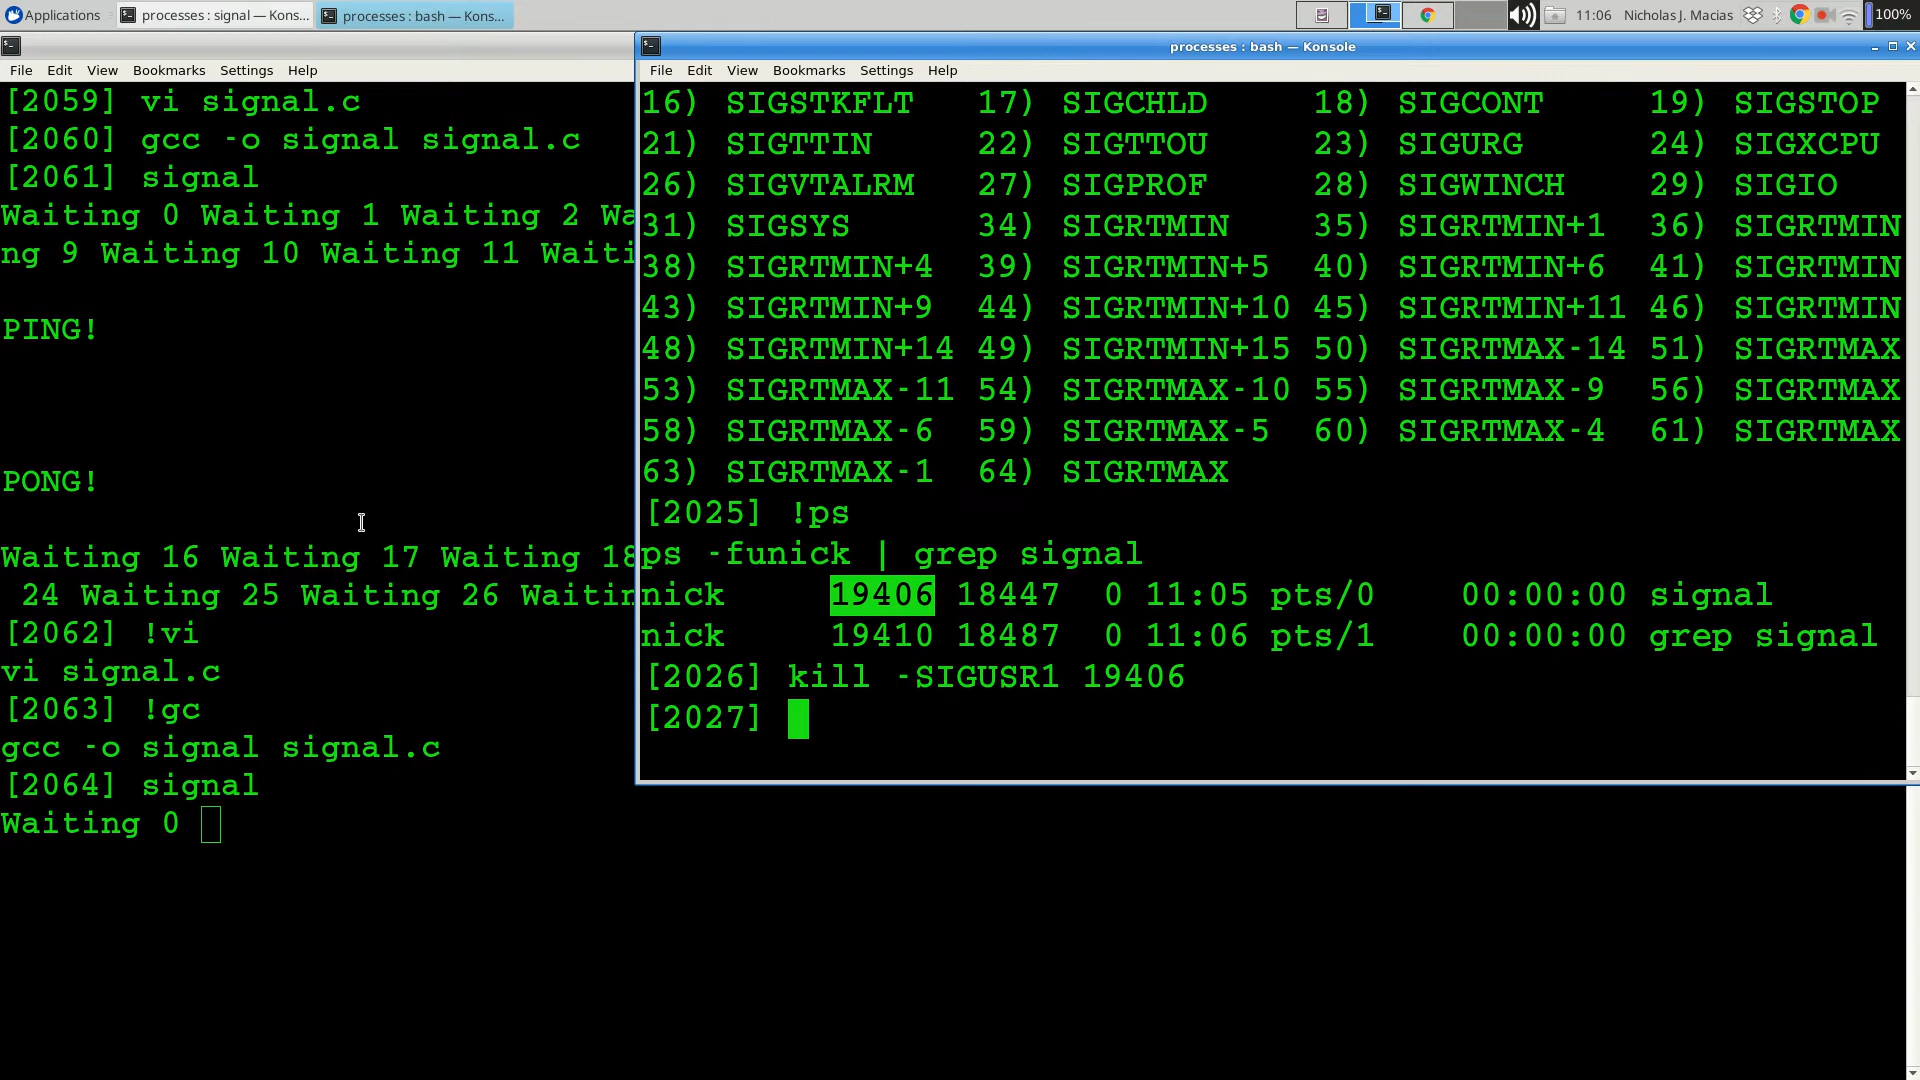 Applications processes : signal — Kons... processes : bash — Kons... 11:06 Nicholas J. Macias 100%
File Edit View Bookmarks Settings Help
[2059] vi signal.c
[2060] gcc -o signal signal.c
[2061] signal
Waiting 0 Waiting 1 Waiting 2 Wa
ng 9 Waiting 10 Waiting 11 Waiti
PING!
PONG!
Waiting 16 Waiting 17 Waiting 18
24 Waiting 25 Waiting 26 Waitin
[2062] !vi
vi signal.c
[2063] !gc
gcc -o signal signal.c
[2064] signal
Waiting 0
processes : bash — Konsole
File Edit View Bookmarks Settings Help
16) SIGSTKFLT 17) SIGCHLD 18) SIGCONT 19) SIGSTOP
21) SIGTTIN 22) SIGTTOU 23) SIGURG 24) SIGXCPU
26) SIGVTALRM 27) SIGPROF 28) SIGWINCH 29) SIGIO
31) SIGSYS 34) SIGRTMIN 35) SIGRTMIN+1 36) SIGRTMIN
38) SIGRTMIN+4 39) SIGRTMIN+5 40) SIGRTMIN+6 41) SIGRTMIN
43) SIGRTMIN+9 44) SIGRTMIN+10 45) SIGRTMIN+11 46) SIGRTMIN
48) SIGRTMIN+14 49) SIGRTMIN+15 50) SIGRTMAX-14 51) SIGRTMAX
53) SIGRTMAX-11 54) SIGRTMAX-10 55) SIGRTMAX-9 56) SIGRTMAX
58) SIGRTMAX-6 59) SIGRTMAX-5 60) SIGRTMAX-4 61) SIGRTMAX
63) SIGRTMAX-1 64) SIGRTMAX
[2025] !ps
ps -funick | grep signal
nick 19406 18447 0 11:05 pts/0 00:00:00 signal
nick 19410 18487 0 11:06 pts/1 00:00:00 grep signal
[2026] kill -SIGUSR1 19406
[2027]